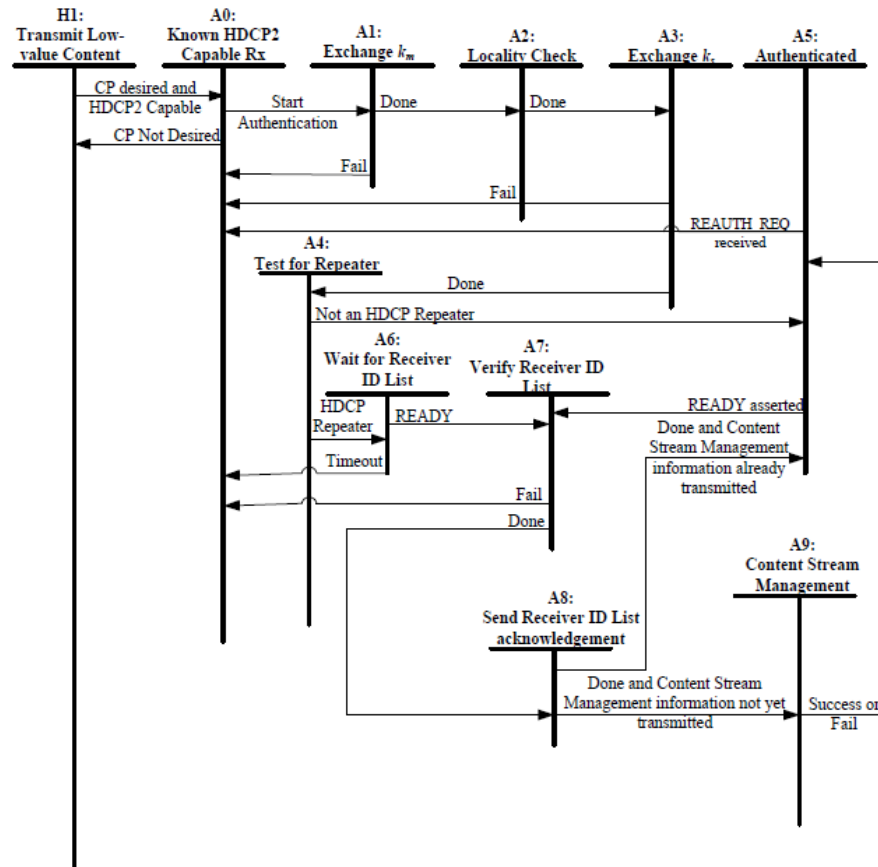 H1:
Transmit Low-
value Content
A0:
Known HDCP2
Capable Rx
A1:
Exchange km
A2:
Locality Check
A3:
Exchange ks
A5:
Authenticated
CP desired and
HDCP2 Capable
Start
Authentication
Done
Done
CP Not Desired
Fail
Fail
REAUTH_REQ
received
A4:
Test for Repeater
Done
Not an HDCP Repeater
A6:
Wait for Receiver
ID List
A7:
Verify Receiver ID
List
HDCP
Repeater
READY
READY asserted
Done and Content
Stream Management
information already
transmitted
Timeout
Fail
Done
A9:
Content Stream
Management
A8:
Send Receiver ID List
acknowledgement
Done and Content Stream
Management information not yet
transmitted
Success or
Fail